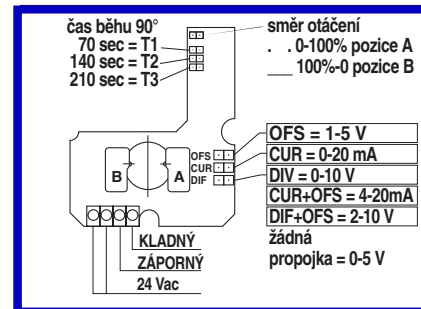 čas běhu 90°
70 sec = T1
140 sec = T2
210 sec = T3
směr otáčení
. . 0-100% pozice A
___ 100%-0 pozice B
OFS
CUR
DIF
B
A
OFS = 1-5 V
CUR = 0-20 mA
DIV = 0-10 V
CUR+OFS = 4-20mA
DIF+OFS = 2-10 V
žádná
propojka = 0-5 V
KLADNÝ
ZÁPORNÝ
24 Vac